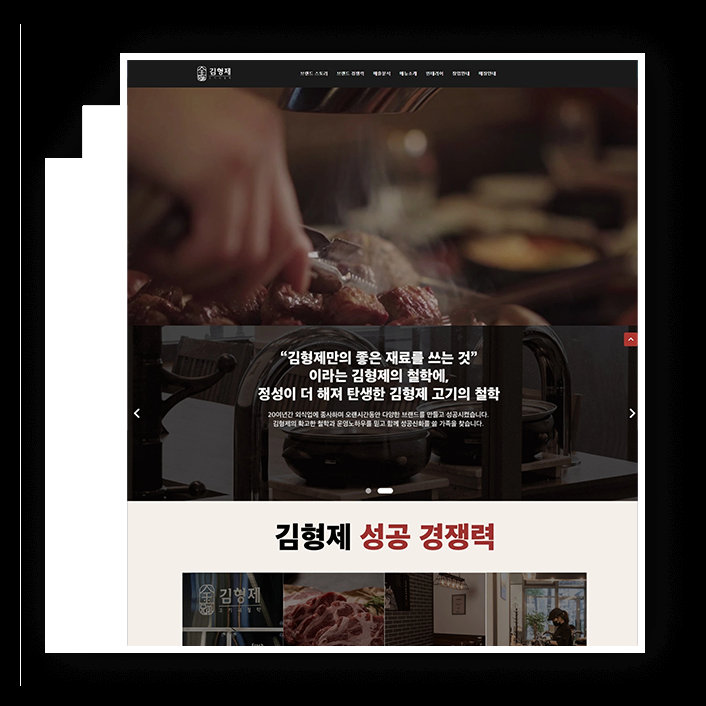 김형제
브랜드 스토리 브랜드 경쟁력 매출분석 메뉴소개 인테리어 창업안내 매장안내
“김형제만의 좋은 재료를 쓰는 것”
이라는 김형제의 철학에,
정성이 더 해져 탄생한 김형제 고기의 철학
20여년간 외식업에 종사하며 오랜시간동안 다양한 브랜드를 만들고 성공시켰습니다.
김형제의 확고한 철학과 운영노하우를 믿고 함께 성공신화를 쓸 가족을 찾습니다.
김형제 성공 경쟁력
김형제
고기의철학